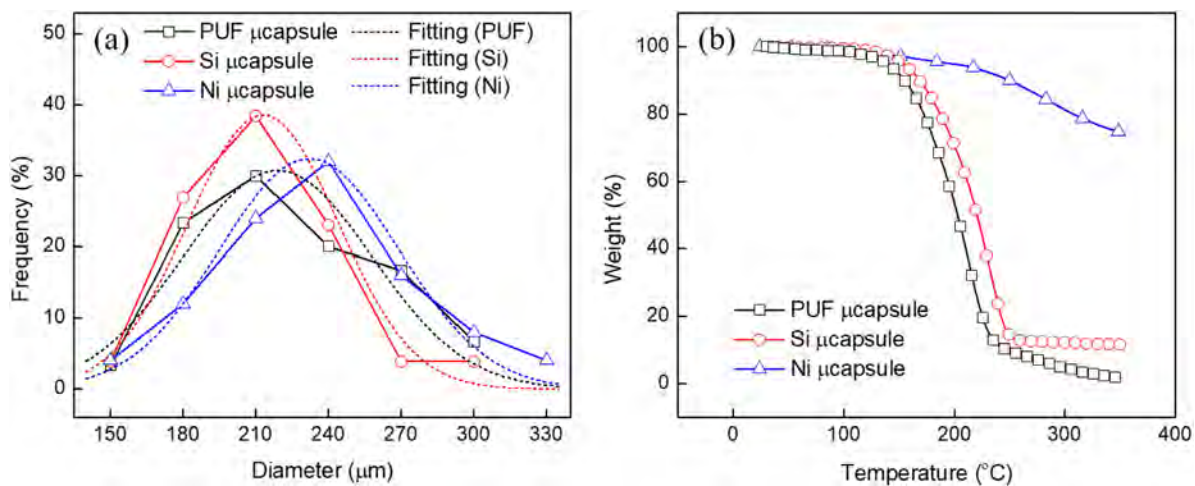 (a)
PUF μcapsule
Si μcapsule
Ni μcapsule
Fitting (PUF)
Fitting (Si)
Fitting (Ni)
50
40
30
20
10
0
Frequency (%)
150 180 210 240 270 300 330
Diameter (μm)
(b)
100
80
60
40
20
0
Weight (%)
PUF μcapsule
Si μcapsule
Ni μcapsule
0 100 200 300 400
Temperature (°C)